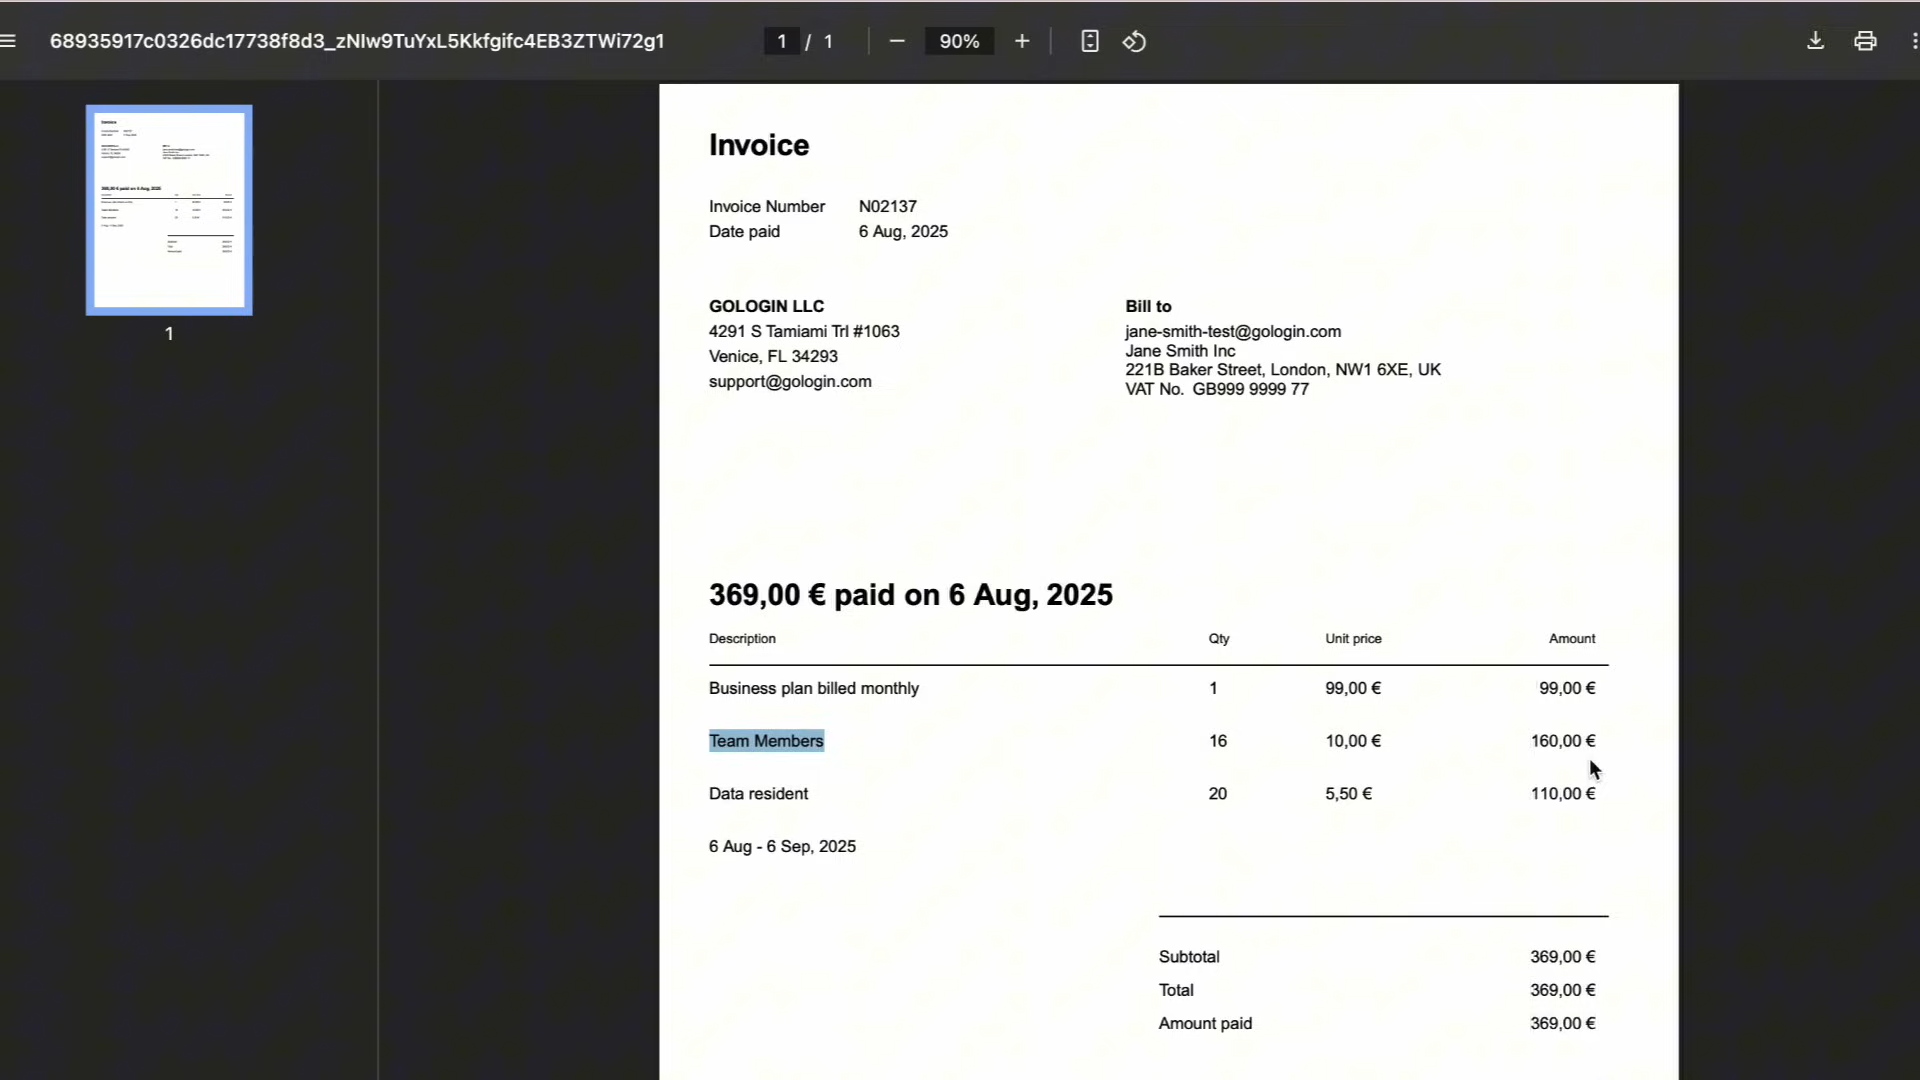 68935917c0326dc17738f8d3_zNIw9TuYxL5Kkfgifc4EB3ZTWi72g1
1 / 1
90%
1
Invoice
Invoice Number N02137
Date paid 6 Aug, 2025
GOLOGIN LLC
4291 S Tamiami Trl #1063
Venice, FL 34293
support@gologin.com
Bill to
jane-smith-test@gologin.com
Jane Smith Inc
221B Baker Street, London, NW1 6XE, UK
VAT No. GB999 9999 77
369,00 € paid on 6 Aug, 2025
Description Qty Unit price Amount
Business plan billed monthly 1 99,00 € 99,00 €
Team Members 16 10,00 € 160,00 €
Data resident 20 5,50 € 110,00 €
6 Aug - 6 Sep, 2025
Subtotal 369,00 €
Total 369,00 €
Amount paid 369,00 €